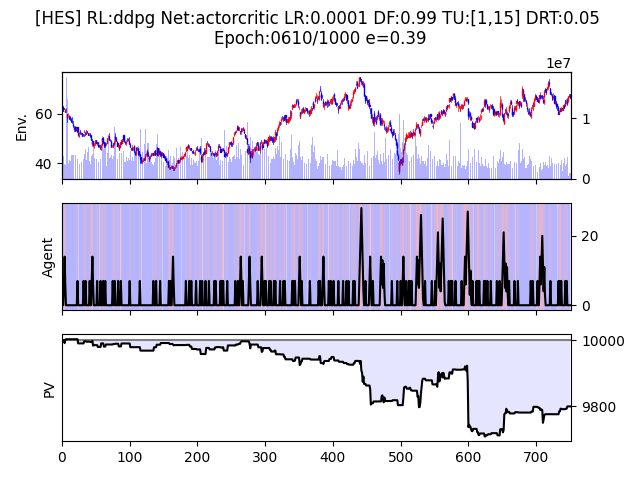 [HES] RL:ddpg Net:actorcritic LR:0.0001 DF:0.99 TU:[1,15] DRT:0.05
Epoch:0610/1000 e=0.39
1e7
Env.
60
40
1
0
Agent
20
0
PV
10000
9800
0 100 200 300 400 500 600 700